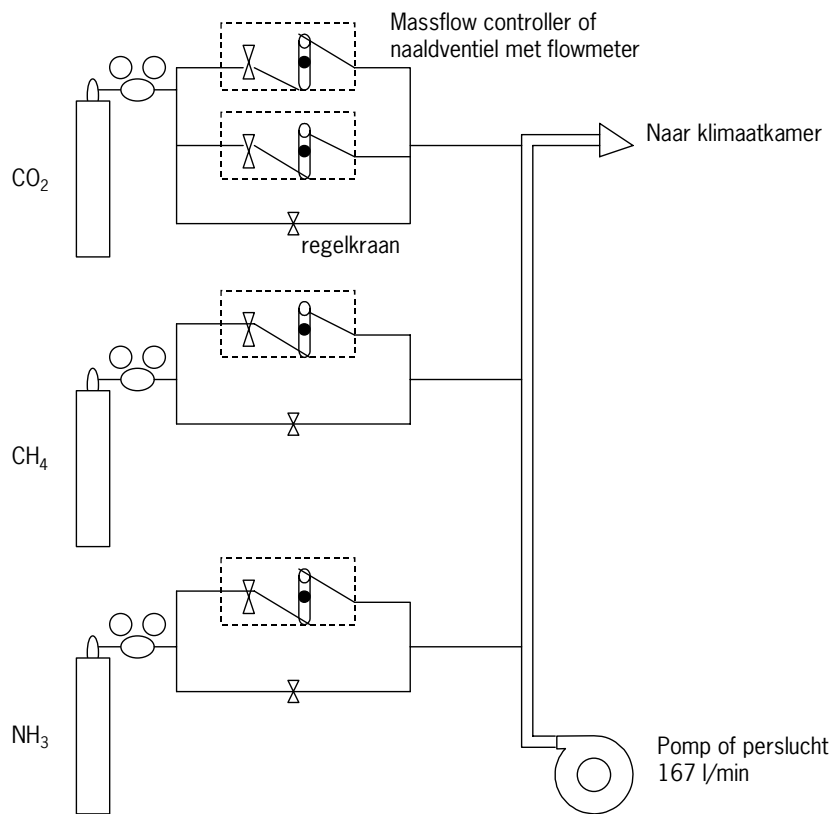 Massflow controller of
naaldventiel met flowmeter
Naar klimaatkamer
CO₂
regelkraan
CH₄
NH₃
Pomp of perslucht
167 l/min